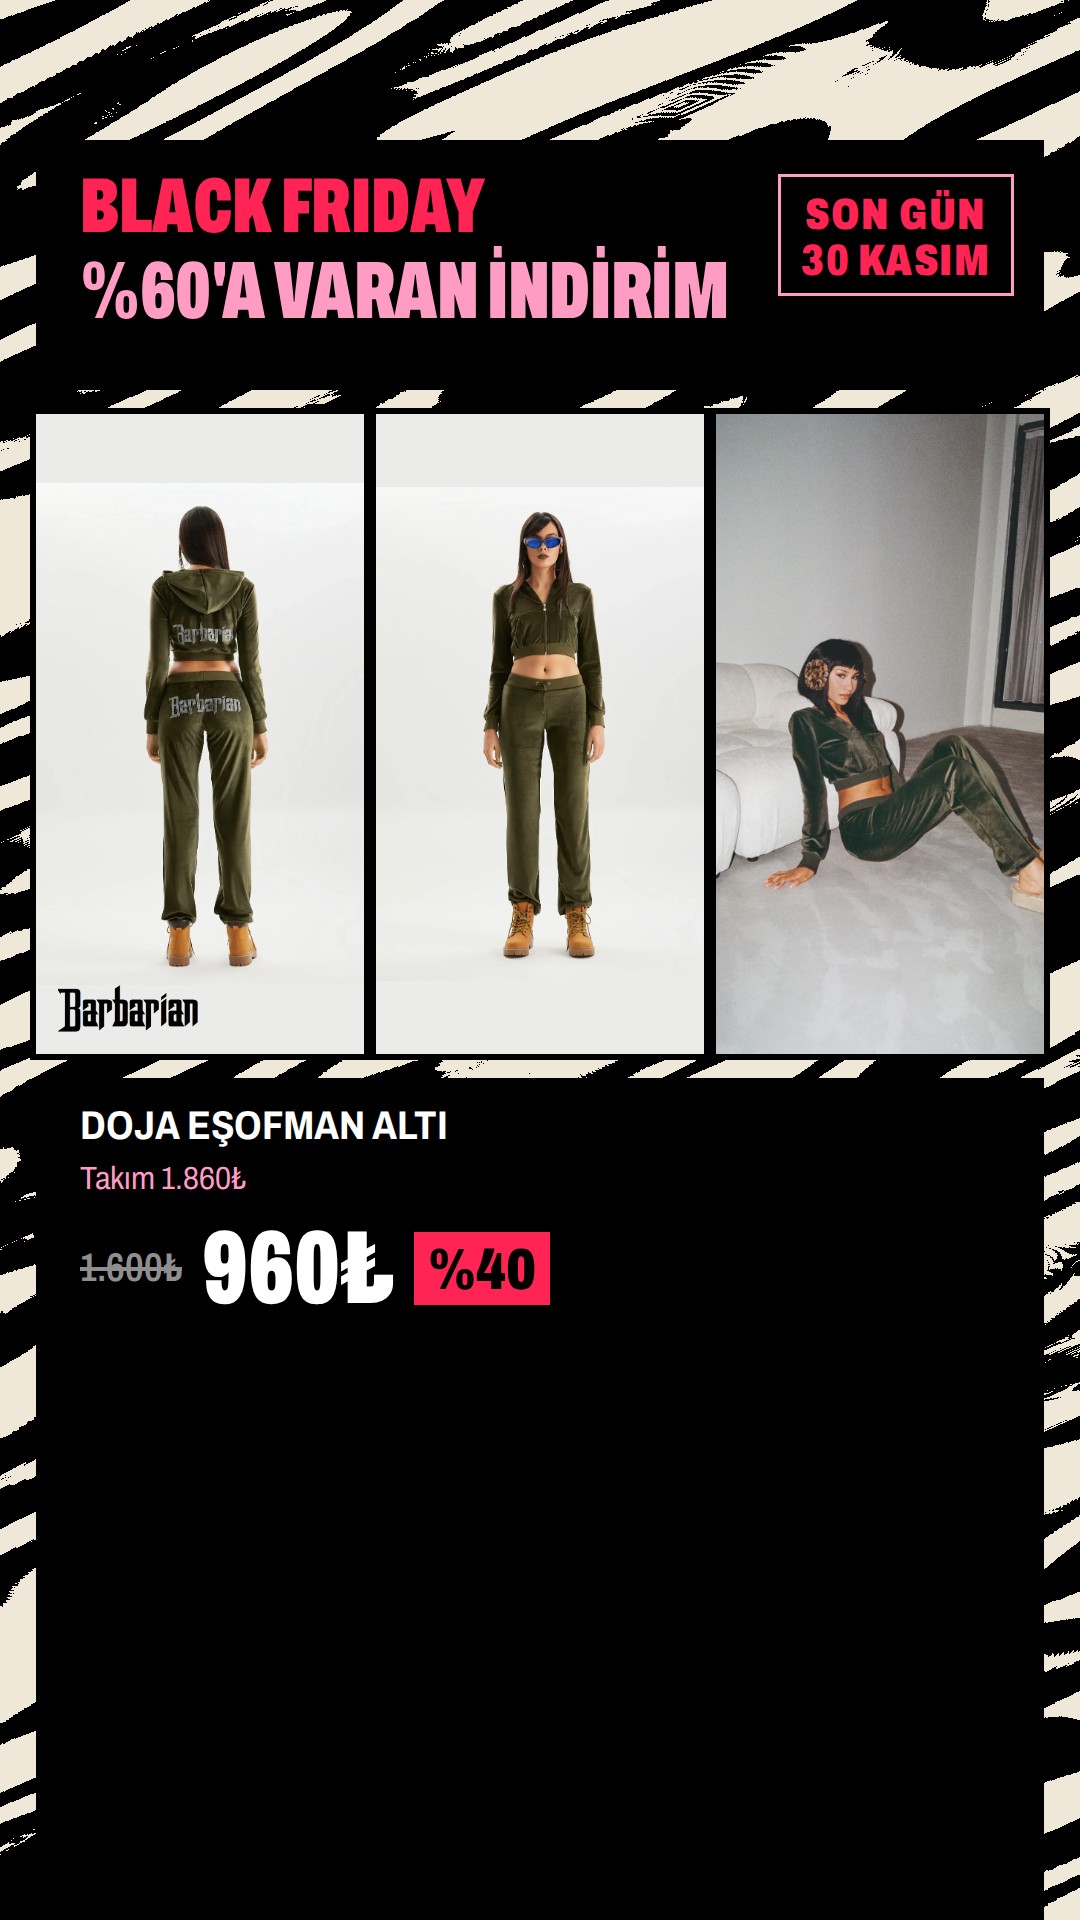 BLACK FRIDAY
%60'A VARAN İNDİRİM
SON GÜN
30 KASIM
Barbarian
Barbarian
Barbarian
DOJA EŞOFMAN ALTI
Takım 1.860₺
1.600₺ 960₺ %40